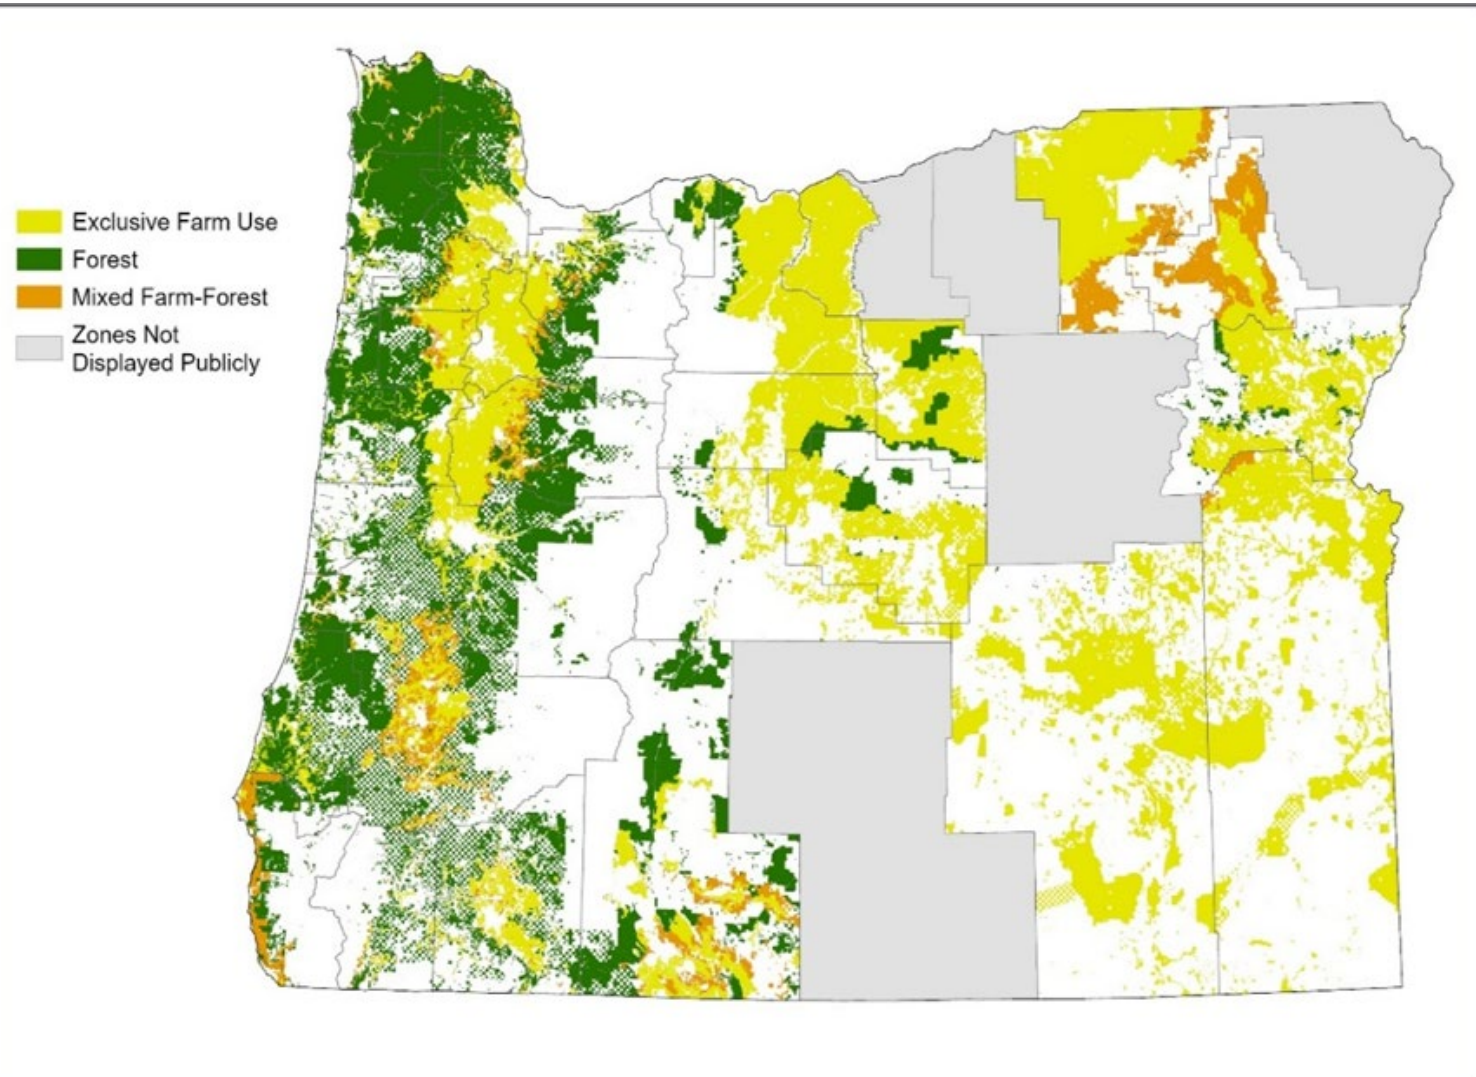 Exclusive Farm Use
Forest
Mixed Farm-Forest
Zones Not
Displayed Publicly